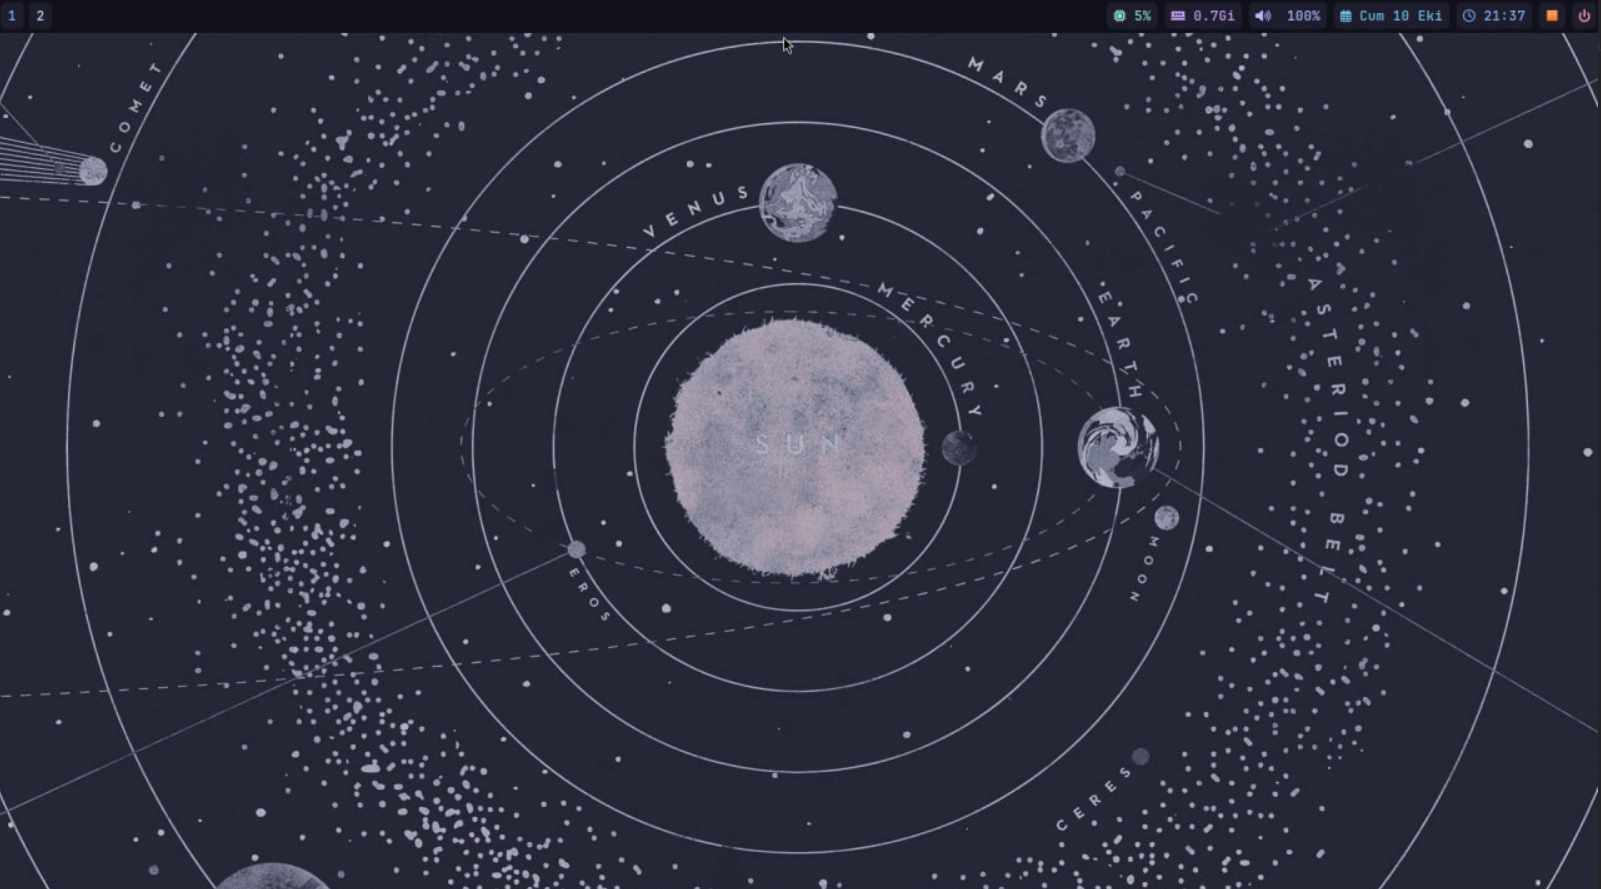 1 2 5% 0.7Gi 100% Cum 10 Eki 21:37
COMET
MARS
VENUS
PACIFIC
MERCURY
EARTH
ASTERIOD BELT
SUN
MOON
EROS
CERES